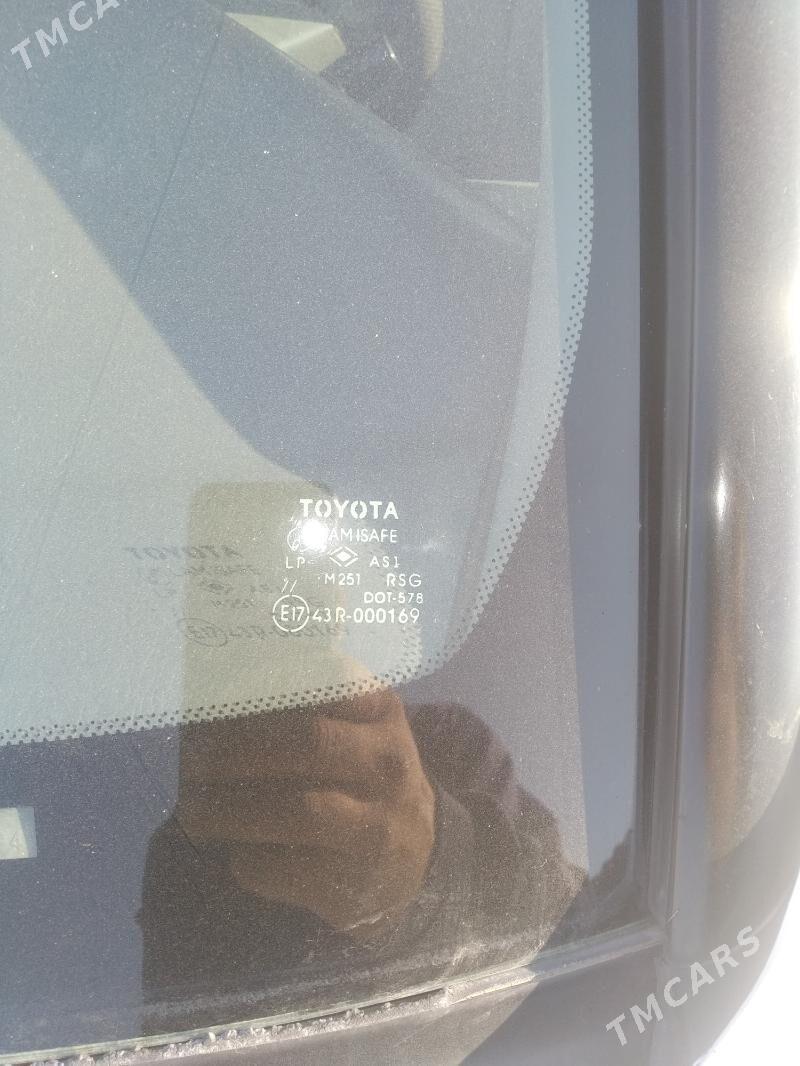 TMCARS
TOYOTA
AMISAFE
LP AS1
M251 RSG
DOT-578
E17 43R-000169
TMCARS